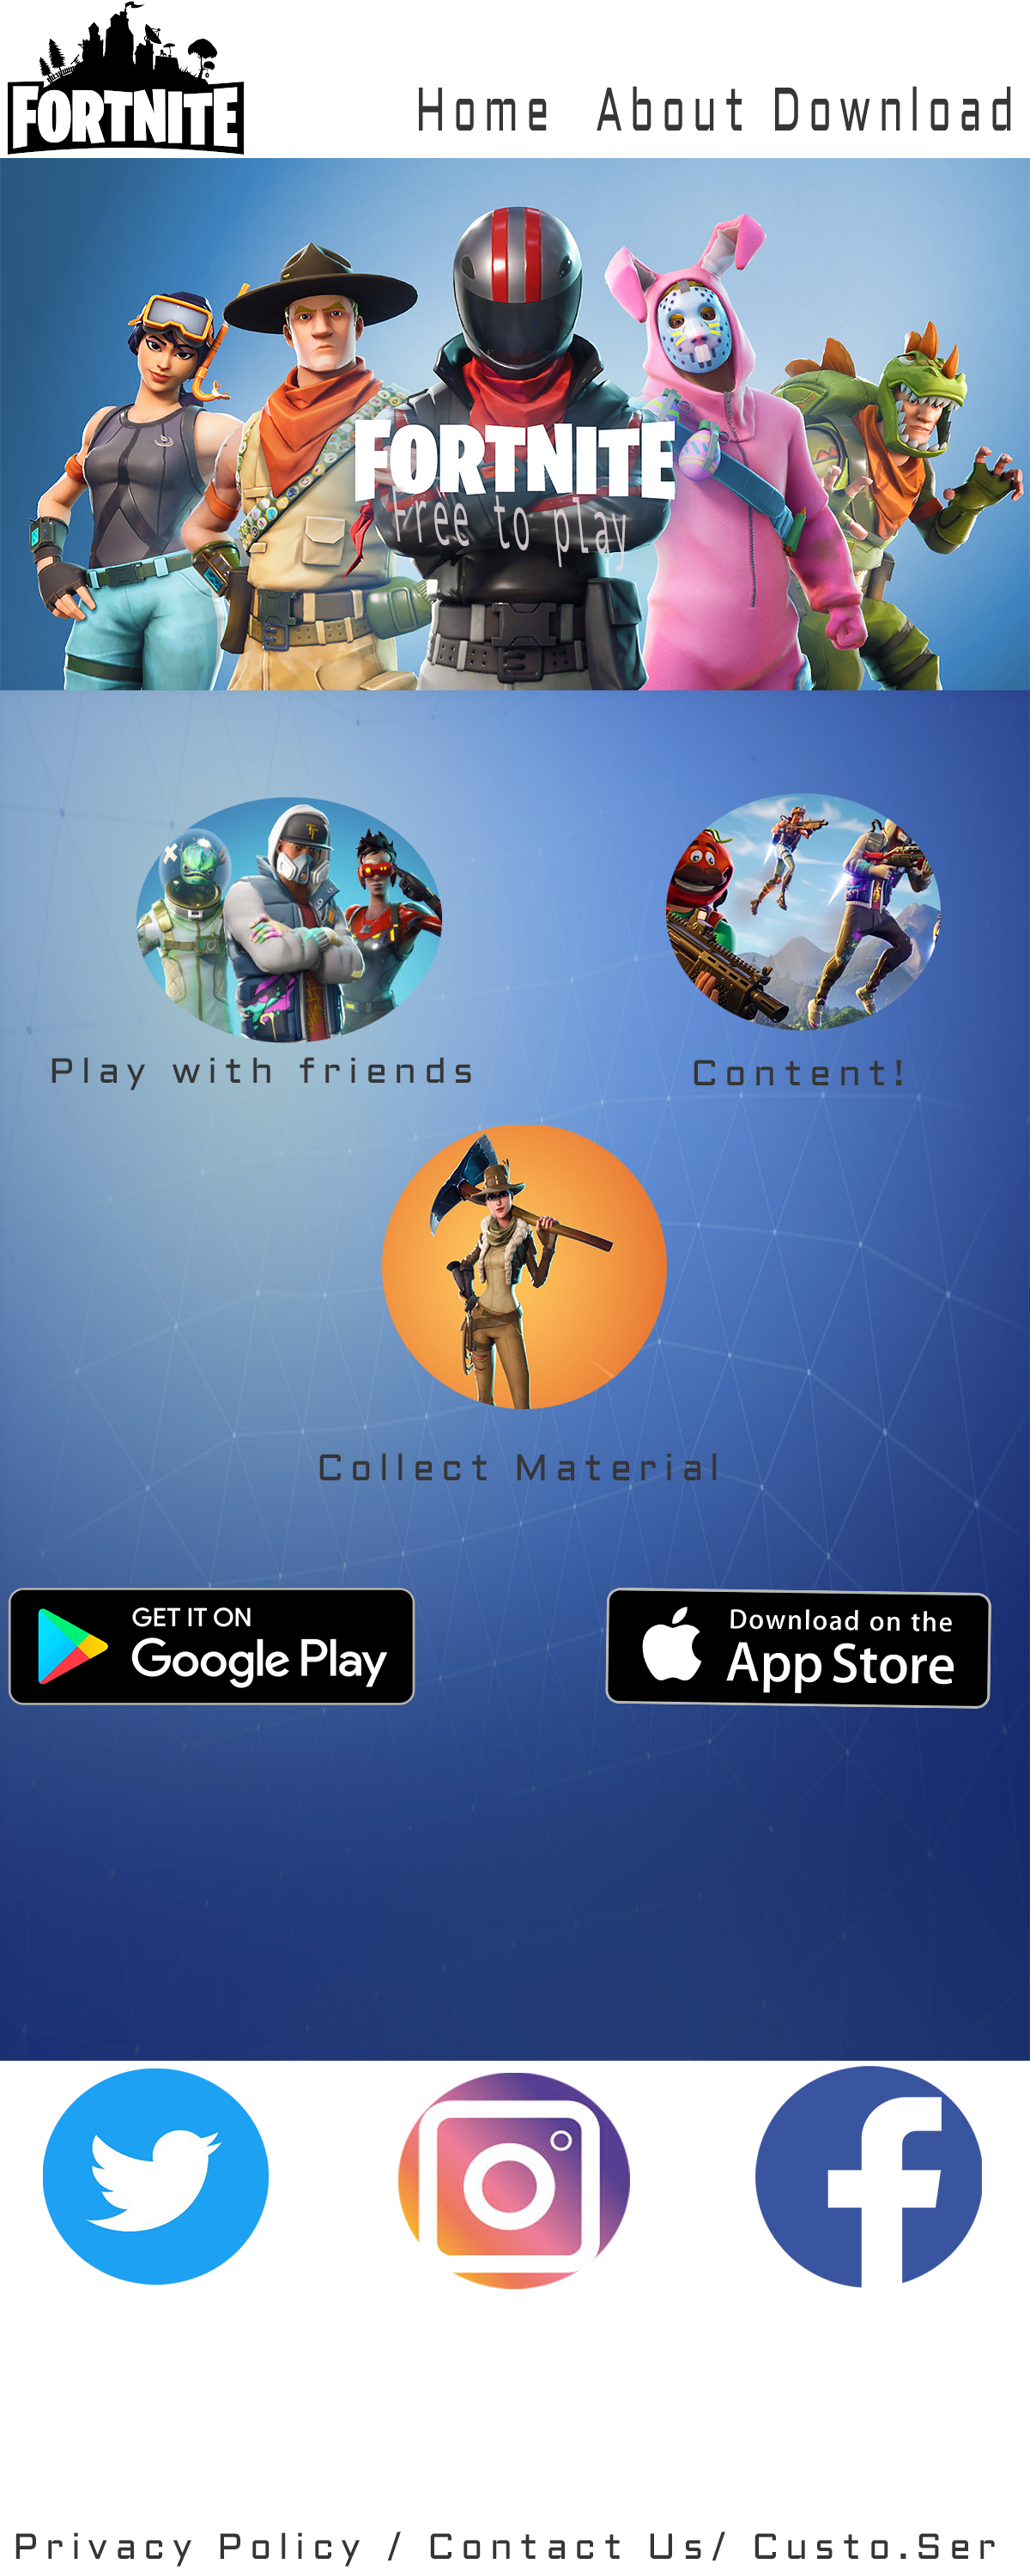 FORTNITE
Home About Download
FORTNITE
Free to play
Play with friends
Content!
Collect Material
GET IT ON
Google Play
Download on the
App Store
Privacy Policy / Contact Us/ Custo.Ser